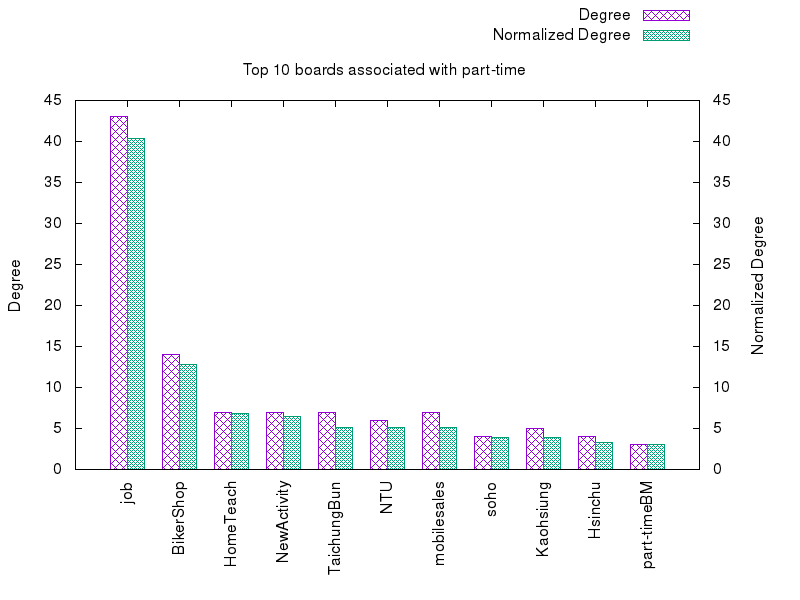 Degree
Normalized Degree
Top 10 boards associated with part-time
45 45
40 40
35 35
30 30
25 25
20 20
15 15
10 10
5 5
0 0
Degree
Normalized Degree
job
BikerShop
HomeTeach
NewActivity
TaichungBun
NTU
mobilesales
soho
Kaohsiung
Hsinchu
part-timeBM